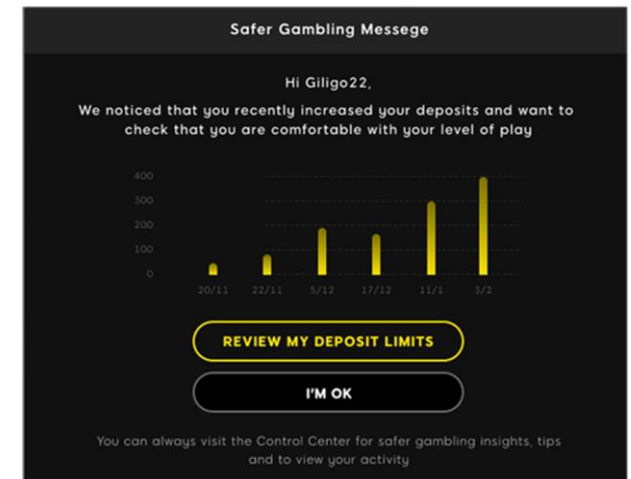 Safer Gambling Messege
Hi Giligo22,
We noticed that you recently increased your deposits and want to
check that you are comfortable with your level of play
400
300
200
100
0
20/11 22/11 5/12 17/12 11/1 3/2
REVIEW MY DEPOSIT LIMITS
I'M OK
You can always visit the Control Center for safer gambling insights, tips
and to view your activity